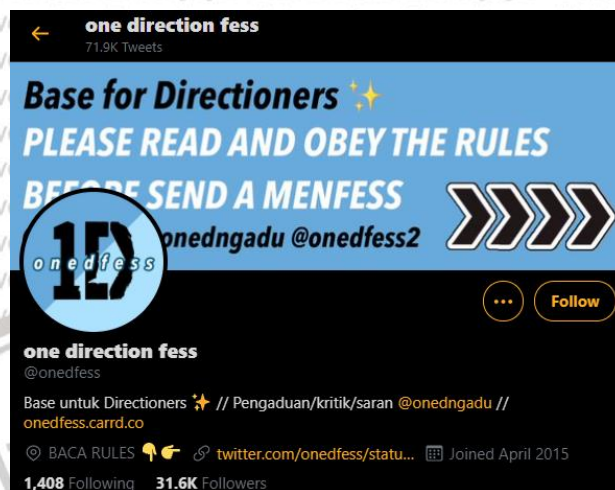 one direction fess
71.9K Tweets
Base for Directioners ✨
PLEASE READ AND OBEY THE RULES
BEFORE SEND A MENFESS
onedngadu @onedfess2
1D
onedfess
Follow
one direction fess
@onedfess
Base untuk Directioners ✨ // Pengaduan/kritik/saran @onedngadu //
onedfess.carrd.co
BACA RULES 👇👉 twitter.com/onedfess/statu... Joined April 2015
1,408 Following 31.6K Followers